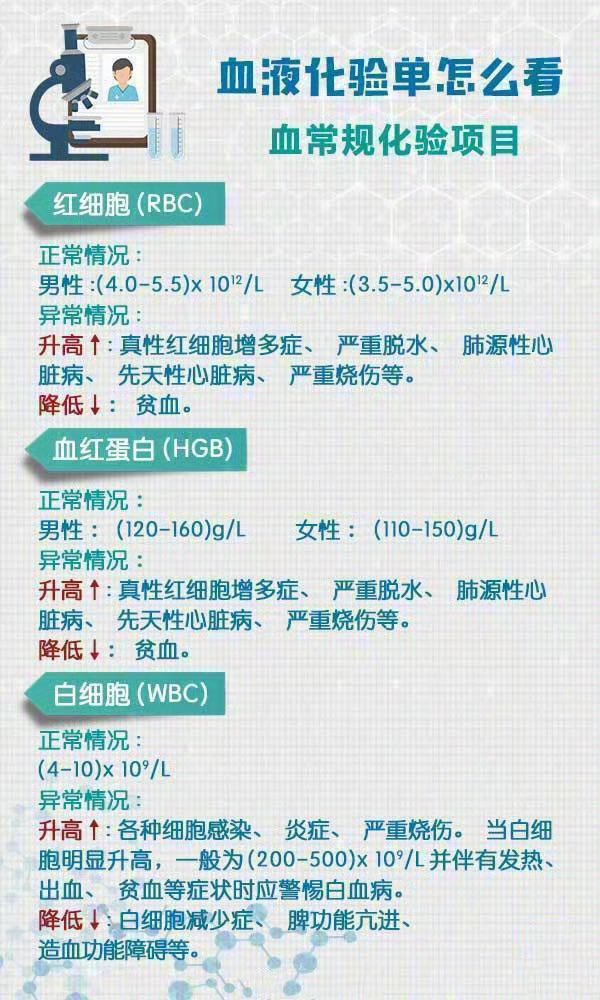 血液化验单怎么看
血常规化验项目
红细胞(RBC)
正常情况:
男性:(4.0-5.5)x 10¹²/L 女性:(3.5-5.0)x10¹²/L
异常情况:
升高↑:真性红细胞增多症、 严重脱水、 肺源性心
脏病、 先天性心脏病、 严重烧伤等。
降低↓: 贫血。
血红蛋白(HGB)
正常情况:
男性: (120-160)g/L 女性: (110-150)g/L
异常情况:
升高↑:真性红细胞增多症、 严重脱水、 肺源性心
脏病、 先天性心脏病、 严重烧伤等。
降低↓: 贫血。
白细胞(WBC)
正常情况:
(4-10)x 10⁹/L
异常情况:
升高↑:各种细胞感染、 炎症、 严重烧伤。 当白细
胞明显升高，一般为(200-500)x 10⁹/L 并伴有发热、
出血、 贫血等症状时应警惕白血病。
降低↓:白细胞减少症、 脾功能亢进、
造血功能障碍等。